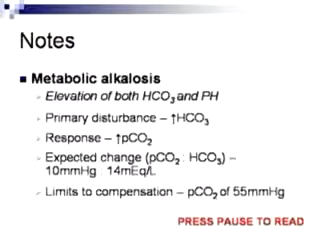 Notes
Metabolic alkalosis
Elevation of both HCO3 and PH
Primary disturbance – ↑HCO3
Response – ↑pCO2
Expected change (pCO2 : HCO3) –
10mmHg : 14mEq/L
Limits to compensation – pCO2 of 55mmHg
PRESS PAUSE TO READ